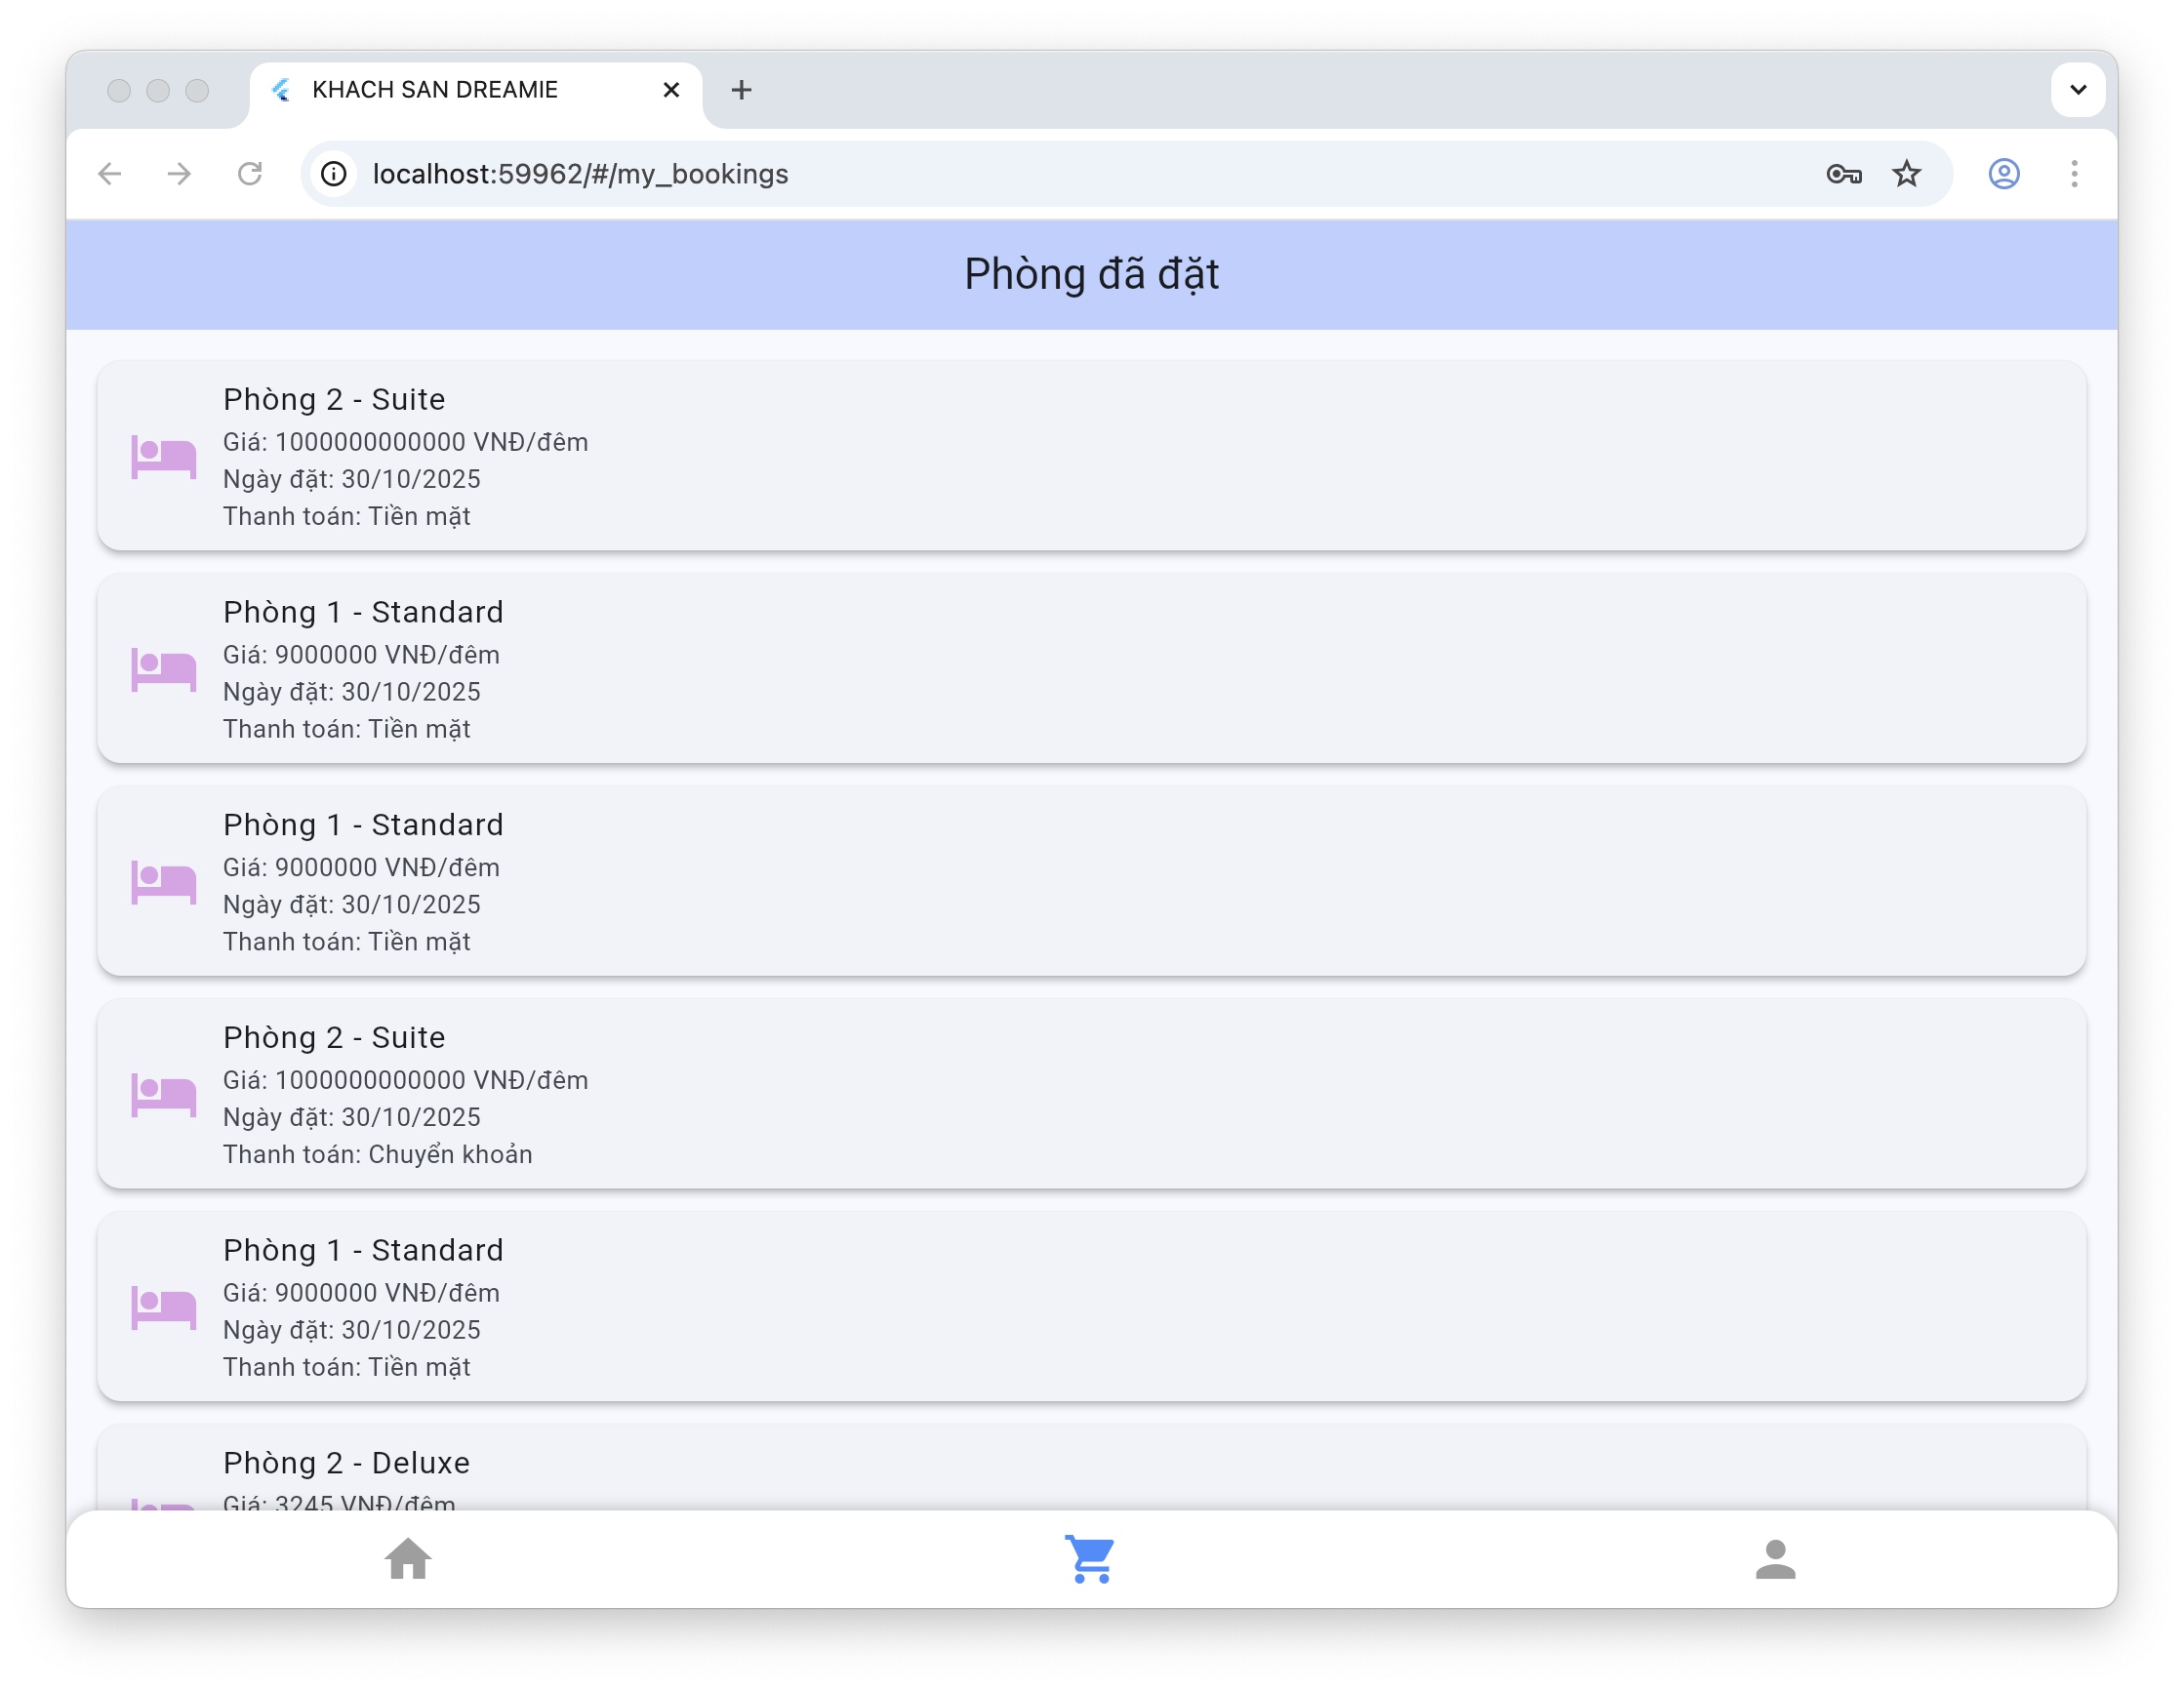 KHACH SAN DREAMIE
localhost:59962/#/my_bookings
Phòng đã đặt
Phòng 2 - Suite
Giá: 1000000000000 VNĐ/đêm
Ngày đặt: 30/10/2025
Thanh toán: Tiền mặt
Phòng 1 - Standard
Giá: 9000000 VNĐ/đêm
Ngày đặt: 30/10/2025
Thanh toán: Tiền mặt
Phòng 1 - Standard
Giá: 9000000 VNĐ/đêm
Ngày đặt: 30/10/2025
Thanh toán: Tiền mặt
Phòng 2 - Suite
Giá: 1000000000000 VNĐ/đêm
Ngày đặt: 30/10/2025
Thanh toán: Chuyển khoản
Phòng 1 - Standard
Giá: 9000000 VNĐ/đêm
Ngày đặt: 30/10/2025
Thanh toán: Tiền mặt
Phòng 2 - Deluxe
Giá: 3245 VNĐ/đêm